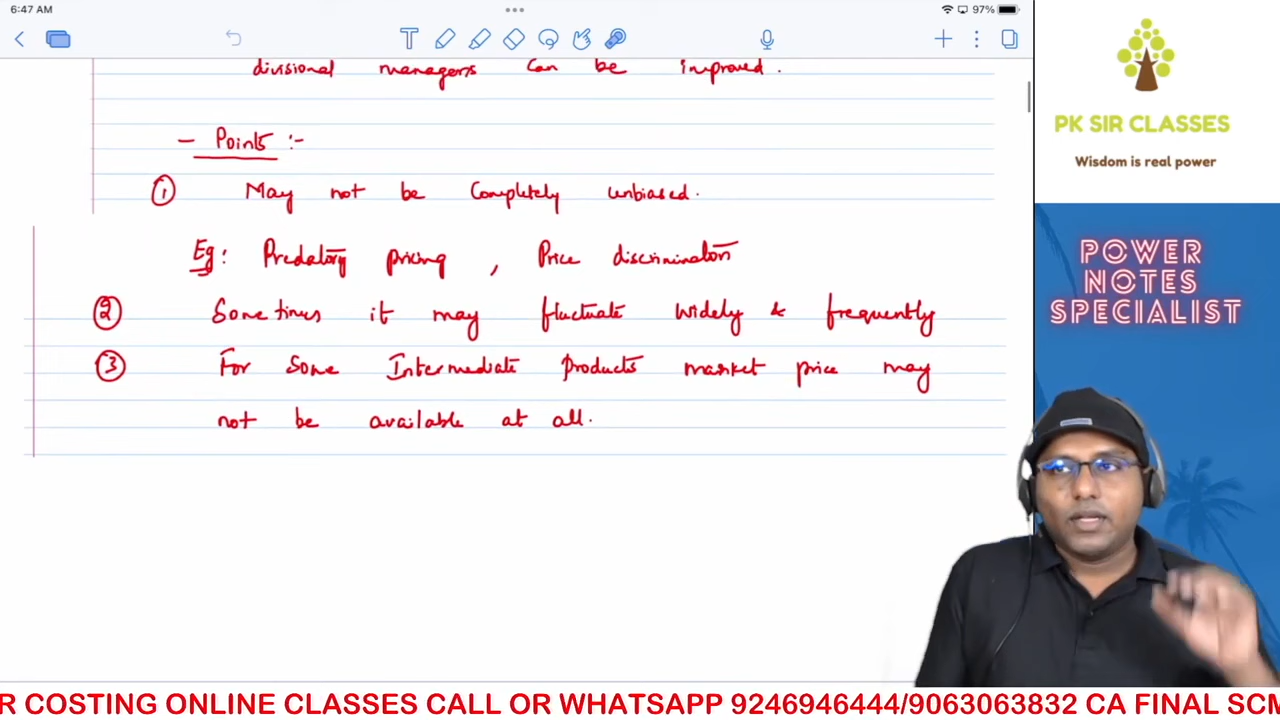 6:47 AM
97%
divisional managers can be improved.
PK SIR CLASSES
Wisdom is real power
- Points :-
① May not be Completely unbiased.
Eg: Predatory pricing, Price discrimination
② Sometimes it may fluctuate widely & frequently
③ For some Intermediate Products market price may
not be available at all.
POWER
NOTES
SPECIALIST
R COSTING ONLINE CLASSES CALL OR WHATSAPP 9246946444/9063063832 CA FINAL SCM